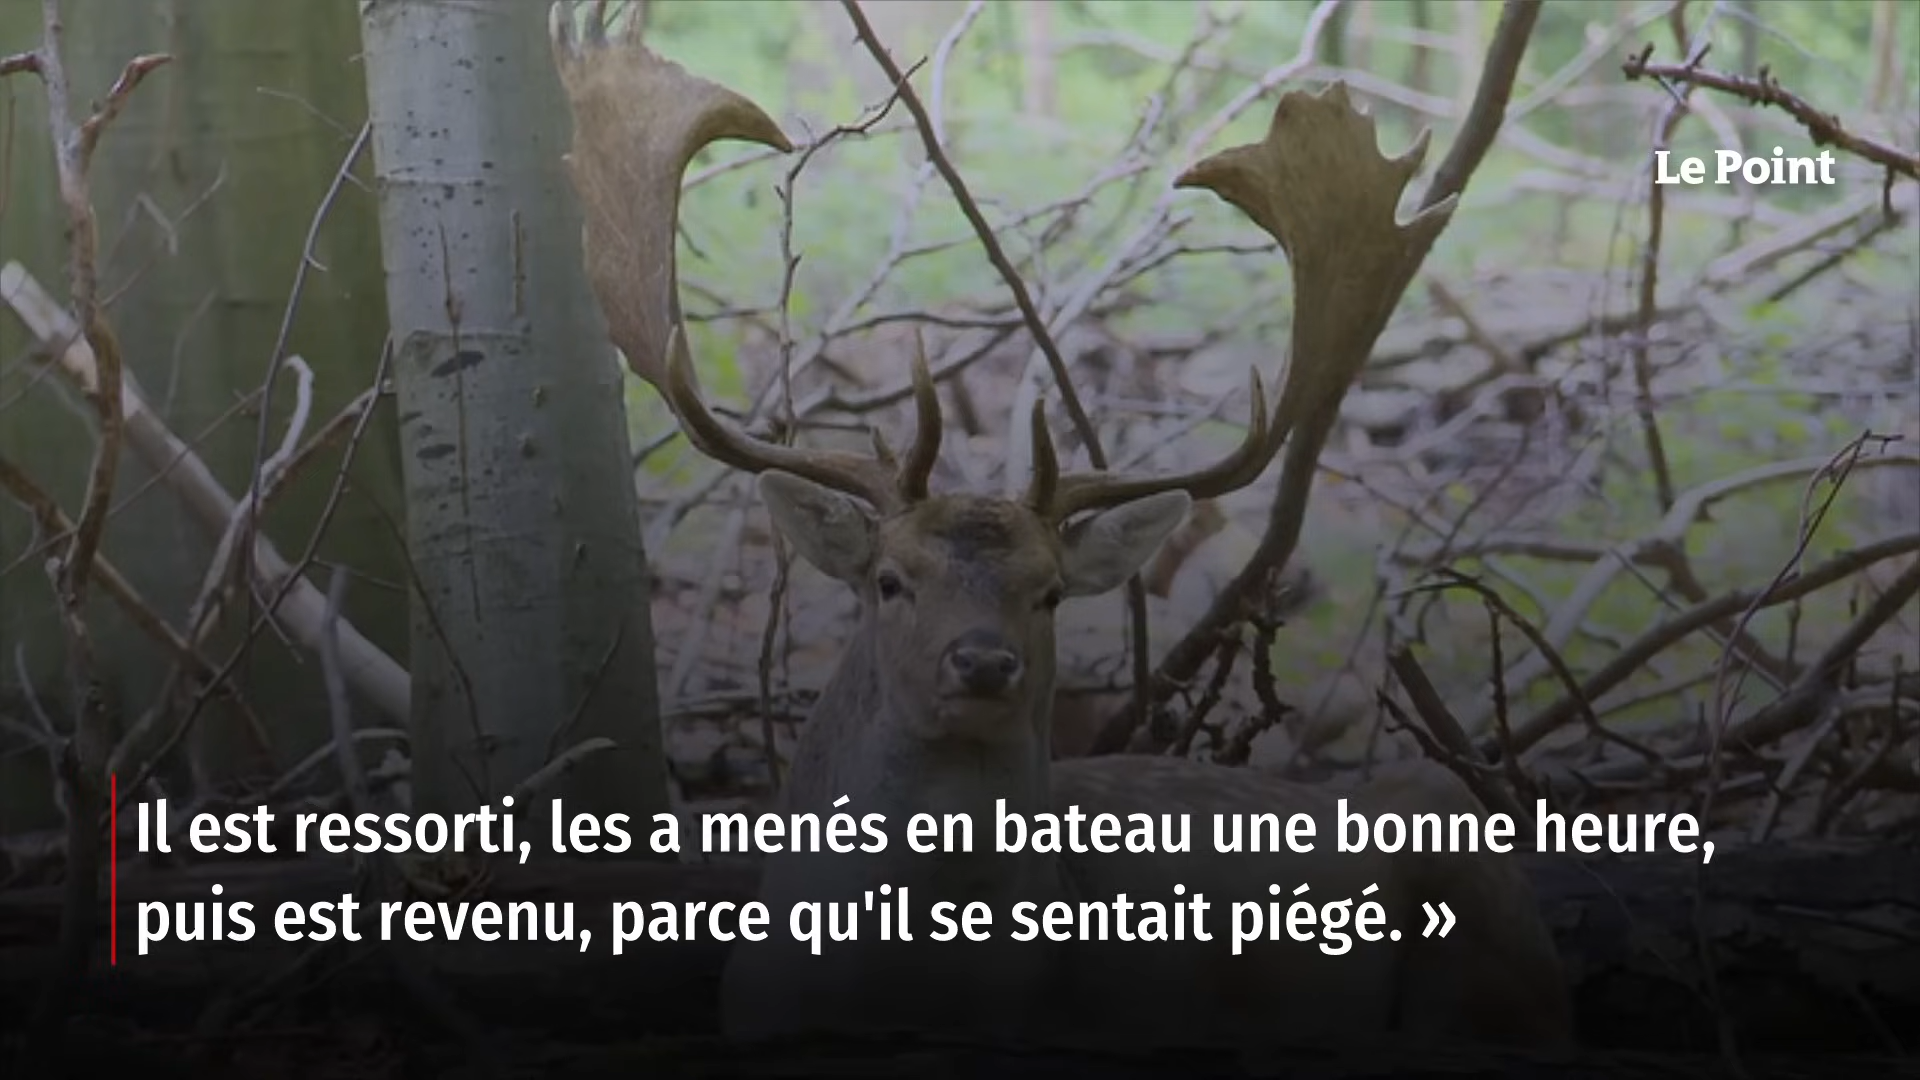 Le Point
Il est ressorti, les a menés en bateau une bonne heure,
puis est revenu, parce qu'il se sentait piégé. »